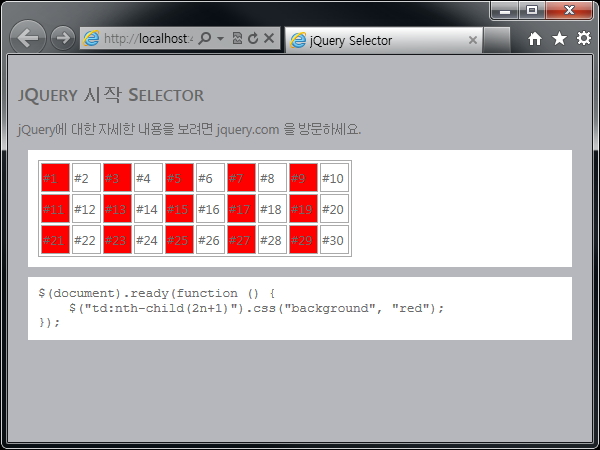 http://localhost:4
jQuery Selector
JQUERY 시작 SELECTOR
jQuery에 대한 자세한 내용을 보려면 jquery.com 을 방문하세요.
#1 #2 #3 #4 #5 #6 #7 #8 #9 #10
#11 #12 #13 #14 #15 #16 #17 #18 #19 #20
#21 #22 #23 #24 #25 #26 #27 #28 #29 #30
$(document).ready(function () {
    $("td:nth-child(2n+1)").css("background", "red");
});